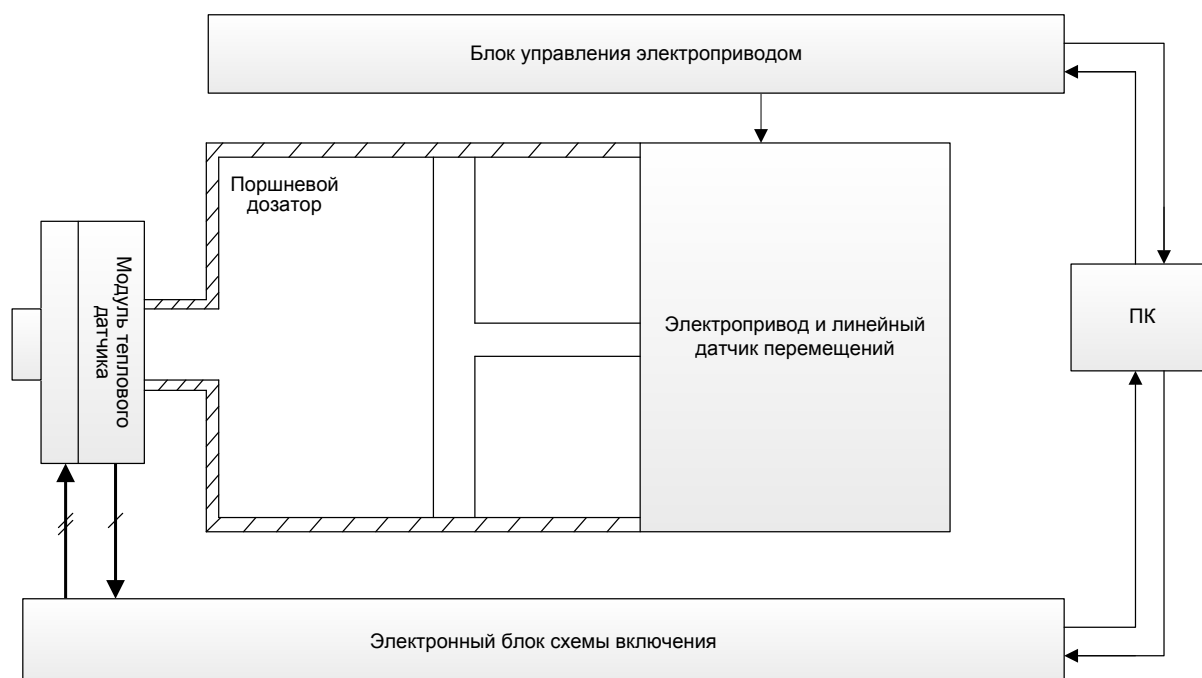 Блок управления электроприводом
Поршневой
дозатор
Модуль теплового
датчика
Электропривод и линейный
датчик перемещений
ПК
Электронный блок схемы включения